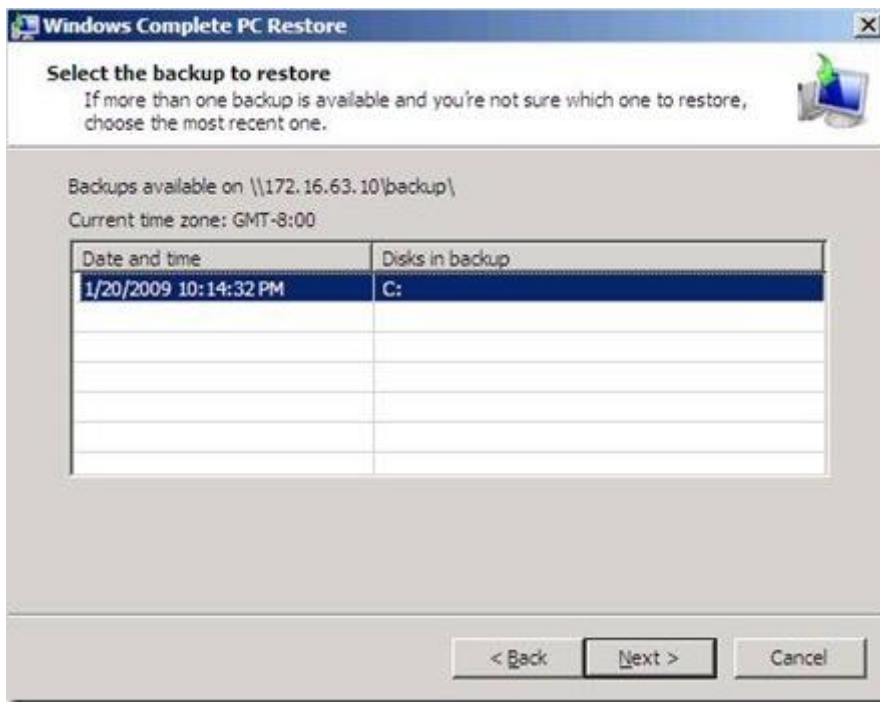 Windows Complete PC Restore
Select the backup to restore
If more than one backup is available and you're not sure which one to restore,
choose the most recent one.
Backups available on \\172.16.63.10\backup\
Current time zone: GMT-8:00
Date and time Disks in backup
1/20/2009 10:14:32 PM C:
< Back Next > Cancel